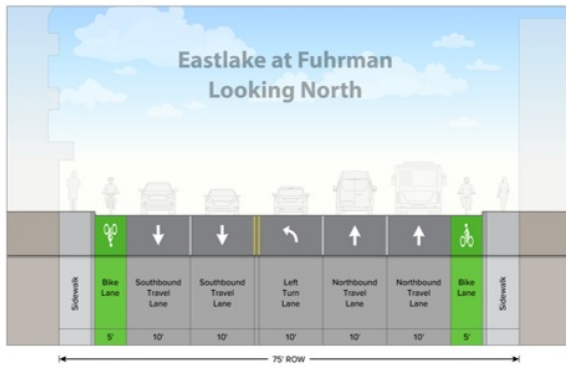 Eastlake at Fuhrman
Looking North
Sidewalk
Bike
Lane
Southbound
Travel
Lane
Southbound
Travel
Lane
Left
Turn
Lane
Northbound
Travel
Lane
Northbound
Travel
Lane
Bike
Lane
Sidewalk
5' 10' 10' 10' 10' 10' 5'
75' ROW